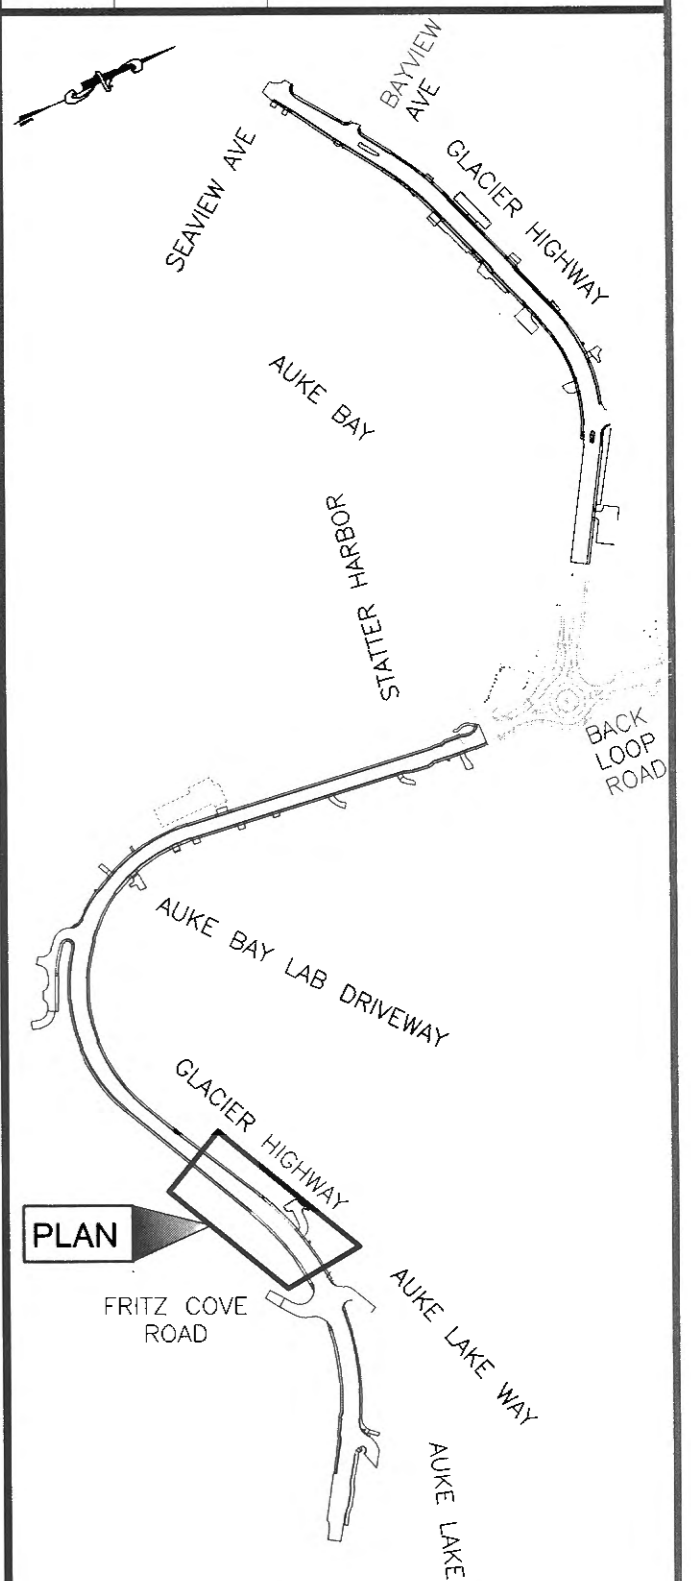 BAYVIEW
AVE
SEAVIEW AVE
GLACIER HIGHWAY
AUKE BAY
STATTER HARBOR
BACK
LOOP
ROAD
AUKE BAY LAB DRIVEWAY
GLACIER HIGHWAY
PLAN
FRITZ COVE
ROAD
AUKE LAKE WAY
AUKE LAKE